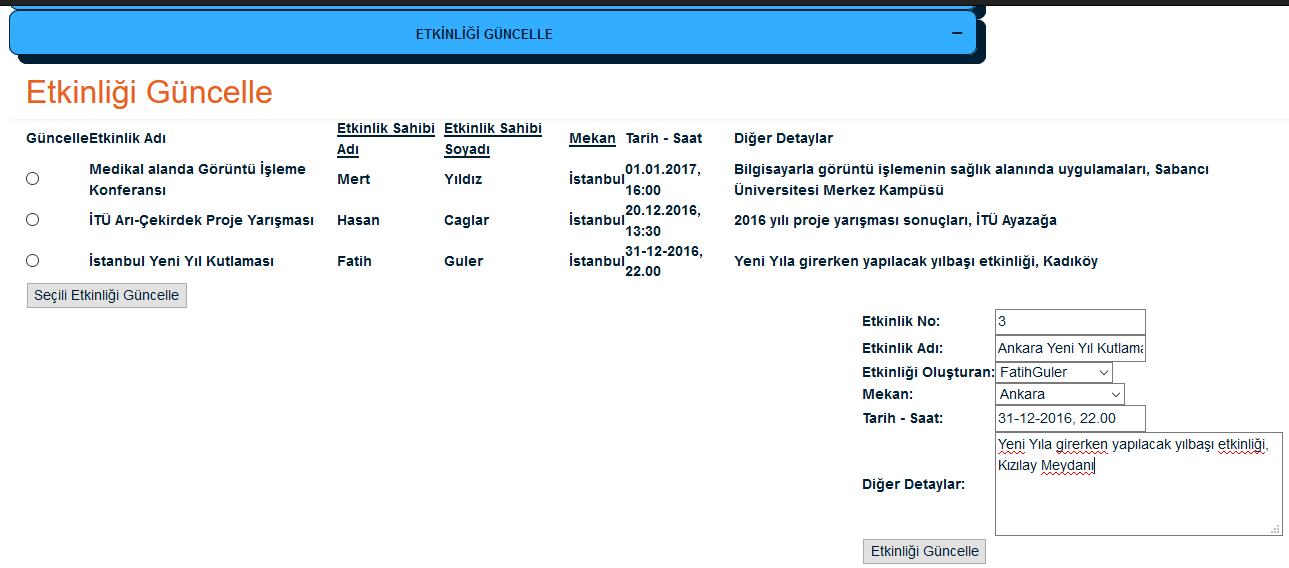 ETKİNLİĞİ GÜNCELLE
Etkinliği Güncelle
Güncelle Etkinlik Adı Etkinlik Sahibi Adı Etkinlik Sahibi Soyadı Mekan Tarih - Saat Diğer Detaylar
Medikal alanda Görüntü İşleme Konferansı Mert Yıldız İstanbul 01.01.2017, 16:00 Bilgisayarla görüntü işlemenin sağlık alanında uygulamaları, Sabancı Üniversitesi Merkez Kampüsü
İTÜ Arı-Çekirdek Proje Yarışması Hasan Caglar İstanbul 20.12.2016, 13:30 2016 yılı proje yarışması sonuçları, İTÜ Ayazağa
İstanbul Yeni Yıl Kutlaması Fatih Guler İstanbul 31-12-2016, 22.00 Yeni Yıla girerken yapılacak yılbaşı etkinliği, Kadıköy
Seçili Etkinliği Güncelle
Etkinlik No: 3
Etkinlik Adı: Ankara Yeni Yıl Kutlama
Etkinliği Oluşturan: FatihGuler
Mekan: Ankara
Tarih - Saat: 31-12-2016, 22.00
Diğer Detaylar: Yeni Yıla girerken yapılacak yılbaşı etkinliği,
Kızılay Meydanı
Etkinliği Güncelle